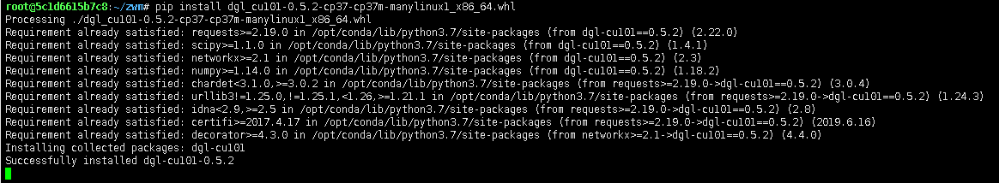 root@5c1d6615b7c8:~/zwm# pip install dgl_cu101-0.5.2-cp37-cp37m-manylinux1_x86_64.whl
Processing ./dgl_cu101-0.5.2-cp37-cp37m-manylinux1_x86_64.whl
Requirement already satisfied: requests>=2.19.0 in /opt/conda/lib/python3.7/site-packages (from dgl-cu101==0.5.2) (2.22.0)
Requirement already satisfied: scipy>=1.1.0 in /opt/conda/lib/python3.7/site-packages (from dgl-cu101==0.5.2) (1.4.1)
Requirement already satisfied: networkx>=2.1 in /opt/conda/lib/python3.7/site-packages (from dgl-cu101==0.5.2) (2.3)
Requirement already satisfied: numpy>=1.14.0 in /opt/conda/lib/python3.7/site-packages (from dgl-cu101==0.5.2) (1.18.2)
Requirement already satisfied: chardet<3.1.0,>=3.0.2 in /opt/conda/lib/python3.7/site-packages (from requests>=2.19.0->dgl-cu101==0.5.2) (3.0.4)
Requirement already satisfied: urllib3!=1.25.0,!=1.25.1,<1.26,>=1.21.1 in /opt/conda/lib/python3.7/site-packages (from requests>=2.19.0->dgl-cu101==0.5.2) (1.24.3)
Requirement already satisfied: idna<2.9,>=2.5 in /opt/conda/lib/python3.7/site-packages (from requests>=2.19.0->dgl-cu101==0.5.2) (2.8)
Requirement already satisfied: certifi>=2017.4.17 in /opt/conda/lib/python3.7/site-packages (from requests>=2.19.0->dgl-cu101==0.5.2) (2019.6.16)
Requirement already satisfied: decorator>=4.3.0 in /opt/conda/lib/python3.7/site-packages (from networkx>=2.1->dgl-cu101==0.5.2) (4.4.0)
Installing collected packages: dgl-cu101
Successfully installed dgl-cu101-0.5.2